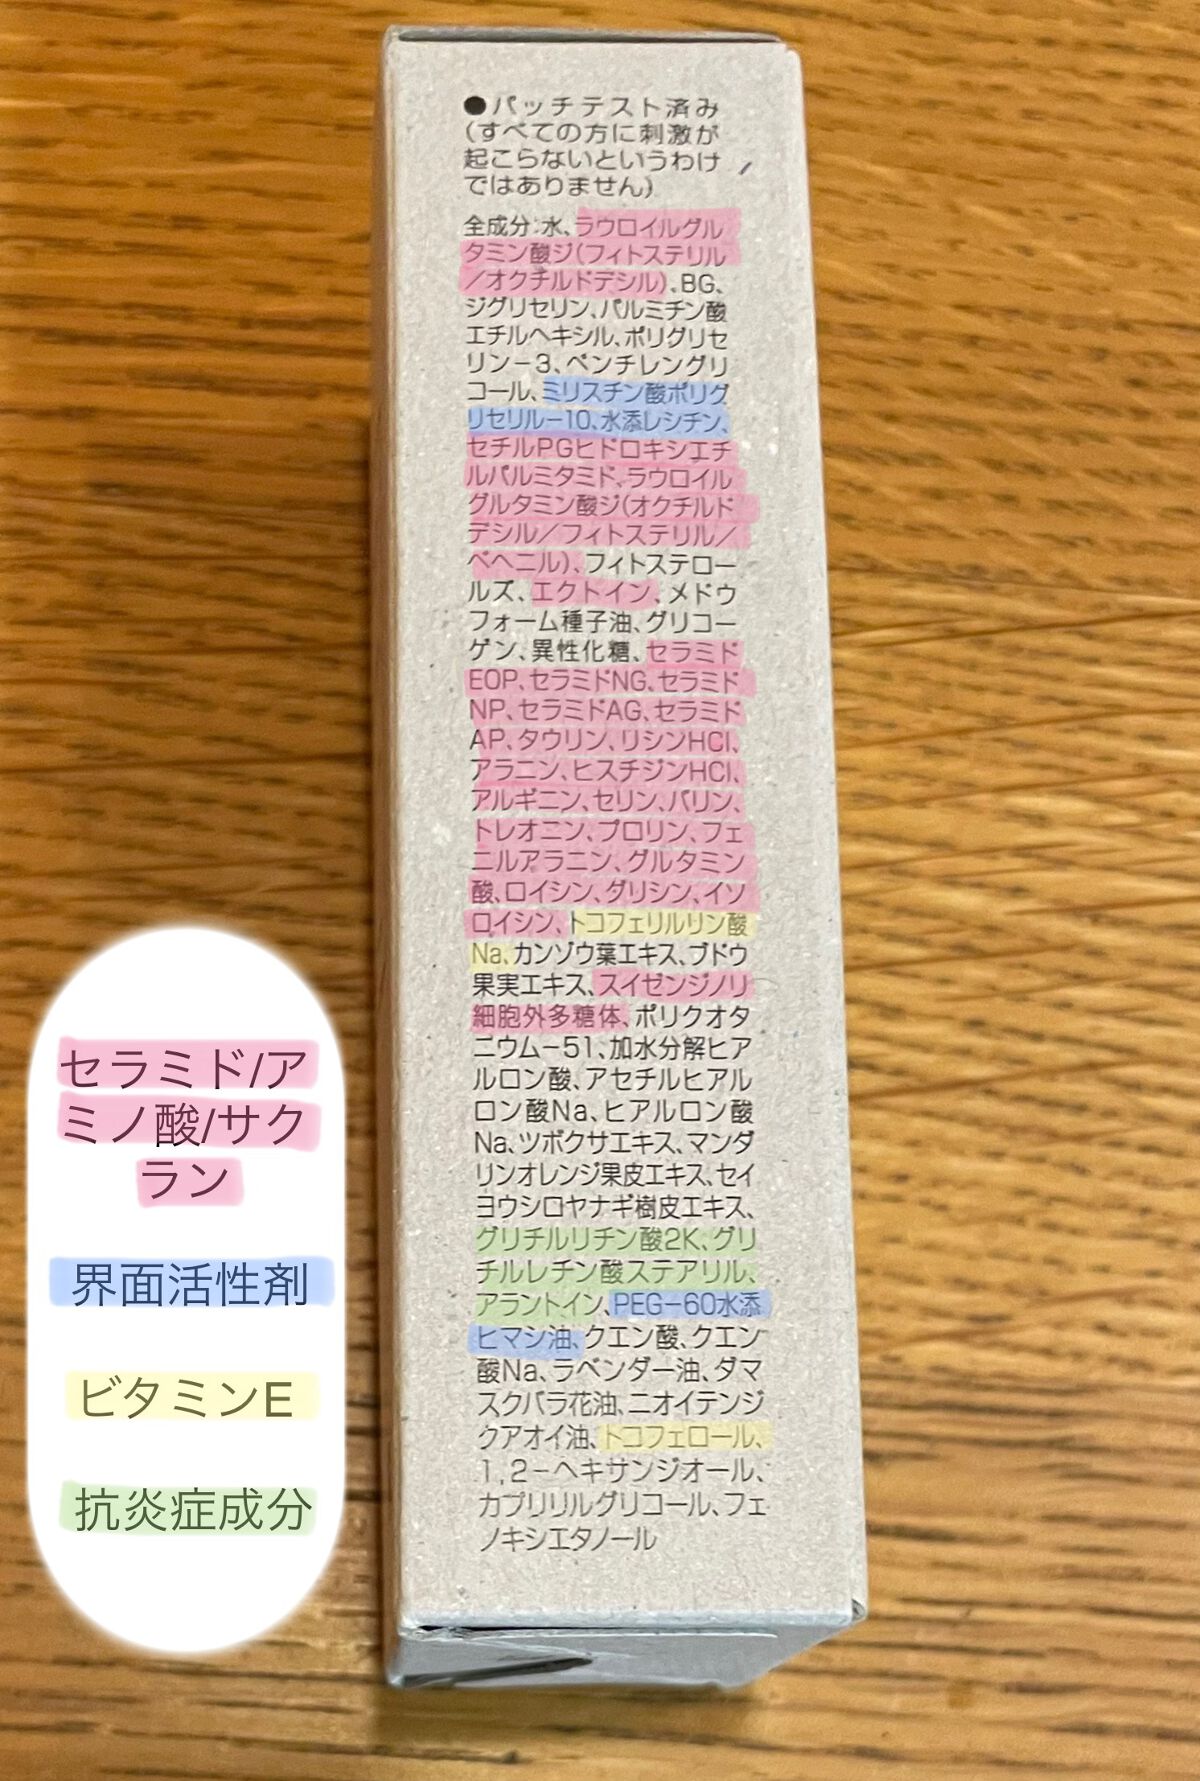 ●パッチテスト済み
(すべての方に刺激が
起こらないというわけ
ではありません)
全成分:水、ラウロイルグル
タミン酸ジ(フィトステリル
/オクチルドデシル)、BG、
ジグリセリン、パルミチン酸
エチルヘキシル、ポリグリセ
リン-3、ペンチレングリ
コール、ミリスチン酸ポリグ
リセリル-10、水添レシチン、
セチルPGヒドロキシエチ
ルパルミタミド、ラウロイル
グルタミン酸ジ(オクチルド
デシル/フィトステリル/
ベヘニル)、フィトステロー
ルズ、エクトイン、メドウ
フォーム種子油、グリコー
ゲン、異性化糖、セラミド
EOP、セラミドNG、セラミド
NP、セラミドAG、セラミド
AP、タウリン、リシンHCl、
アラニン、ヒスチジンHCl、
アルギニン、セリン、バリン、
トレオニン、プロリン、フェ
ニルアラニン、グルタミン
酸、ロイシン、グリシン、イソ
ロイシン、トコフェリルリン酸
Na、カンゾウ葉エキス、ブドウ
果実エキス、スイゼンジノリ
細胞外多糖体、ポリクオタ
ニウム-51、加水分解ヒア
ルロン酸、アセチルヒアル
ロン酸Na、ヒアルロン酸
Na、ツボクサエキス、マンダ
リンオレンジ果皮エキス、セイ
ヨウシロヤナギ樹皮エキス、
グリチルリチン酸2K、グリ
チルレチン酸ステアリル、
アラントイン、PEG-60水添
ヒマシ油、クエン酸、クエン
酸Na、ラベンダー油、ダマ
スクバラ花油、ニオイテンジ
クアオイ油、トコフェロール、
1,2-ヘキサンジオール、
カプリリルグリコール、フェ
ノキシエタノール
セラミド/ア
ミノ酸/サク
ラン
界面活性剤
ビタミンE
抗炎症成分